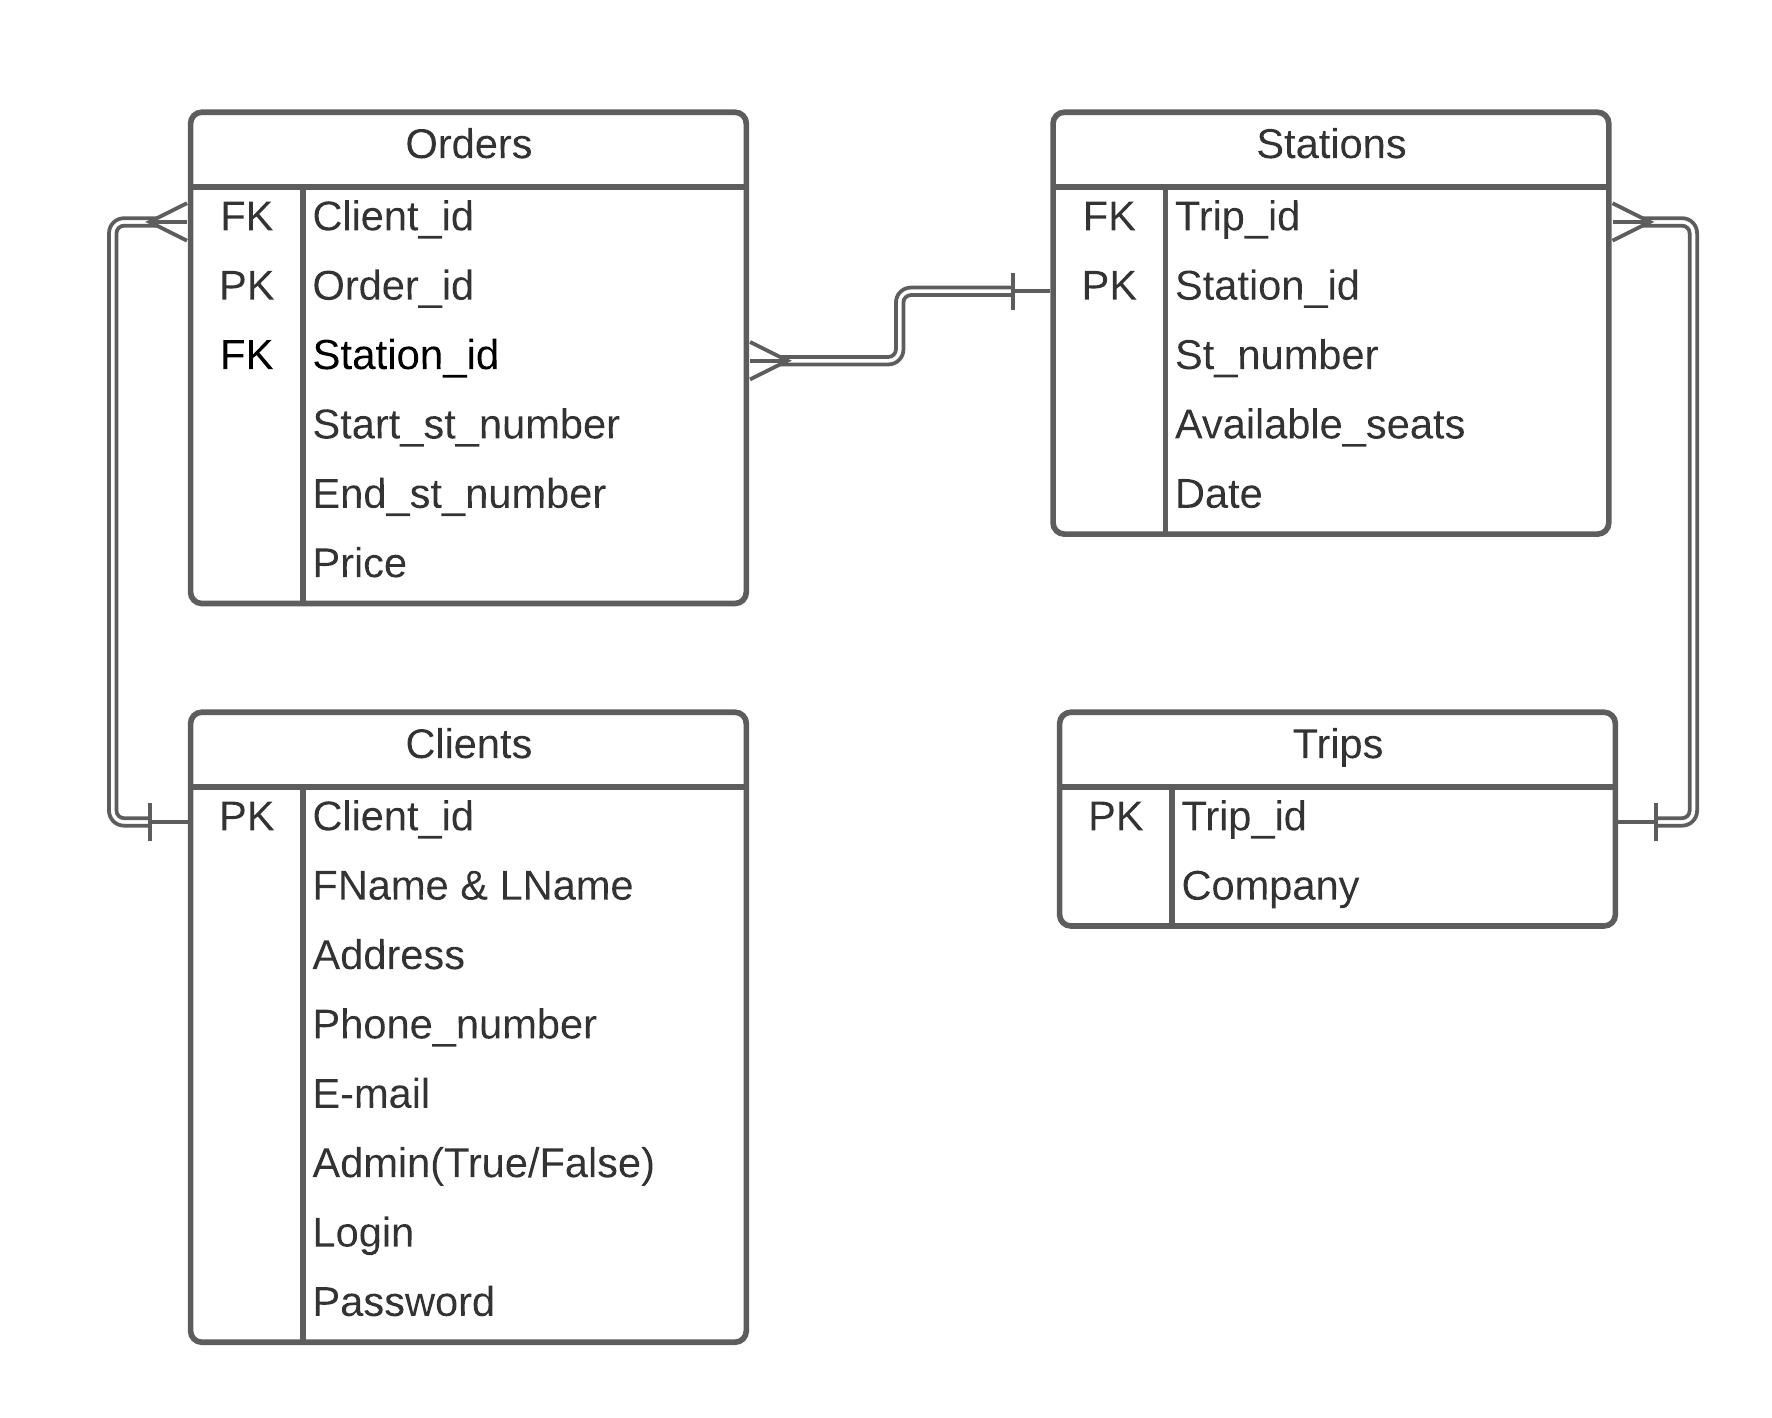 Orders
FK Client_id
PK Order_id
FK Station_id
Start_st_number
End_st_number
Price
Stations
FK Trip_id
PK Station_id
St_number
Available_seats
Date
Clients
PK Client_id
FName & LName
Address
Phone_number
E-mail
Admin(True/False)
Login
Password
Trips
PK Trip_id
Company